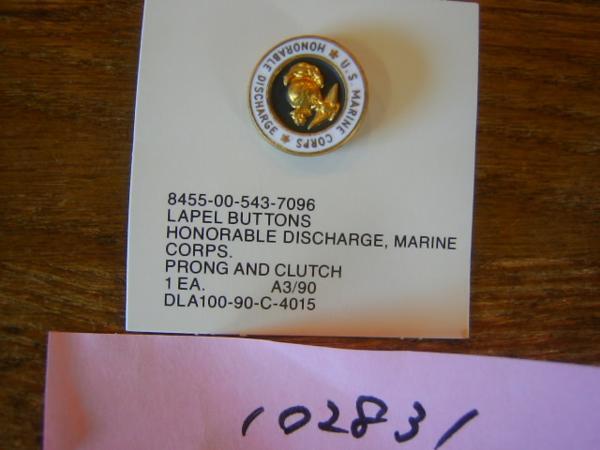 U.S. MARINE CORPS ★ HONORABLE DISCHARGE ★
8455-00-543-7096
LAPEL BUTTONS
HONORABLE DISCHARGE, MARINE
CORPS.
PRONG AND CLUTCH
1 EA. A3/90
DLA100-90-C-4015
102831